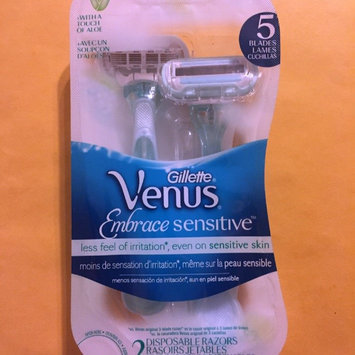 •WITH A
TOUCH
OF ALOE
•AVEC UN
SOUPÇON
D'ALOÈS
5
BLADES
LAMES
CUCHILLAS
Gillette
Venus
Embrace sensitive™
less feel of irritation*, even on sensitive skin
moins de sensation d'irritation*, même sur la peau sensible
menos sensación de irritación*, aun en piel sensible
2 DISPOSABLE RAZORS
RASOIRS JETABLES